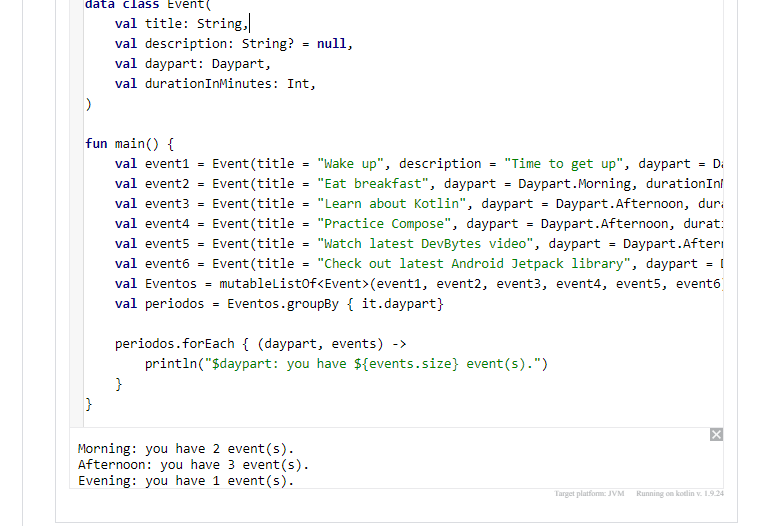 data class Event(
    val title: String,
    val description: String? = null,
    val daypart: Daypart,
    val durationInMinutes: Int,
)
fun main() {
    val event1 = Event(title = "Wake up", description = "Time to get up", daypart =
    val event2 = Event(title = "Eat breakfast", daypart = Daypart.Morning,
    val event3 = Event(title = "Learn about Kotlin", daypart = Daypart.Afternoon,
    val event4 = Event(title = "Practice Compose", daypart = Daypart.Afternoon,
    val event5 = Event(title = "Watch latest DevBytes video", daypart =
    val event6 = Event(title = "Check out latest Android Jetpack library", daypart =
    val Eventos = mutableListOf<Event>(event1, event2, event3, event4, event5, event6
    val periodos = Eventos.groupBy { it.daypart}
    periodos.forEach { (daypart, events) ->
        println("$daypart: you have ${events.size} event(s).")
    }
}
Morning: you have 2 event(s).
Afternoon: you have 3 event(s).
Evening: you have 1 event(s).
Target platform: JVM Running on kotlin v. 1.9.24